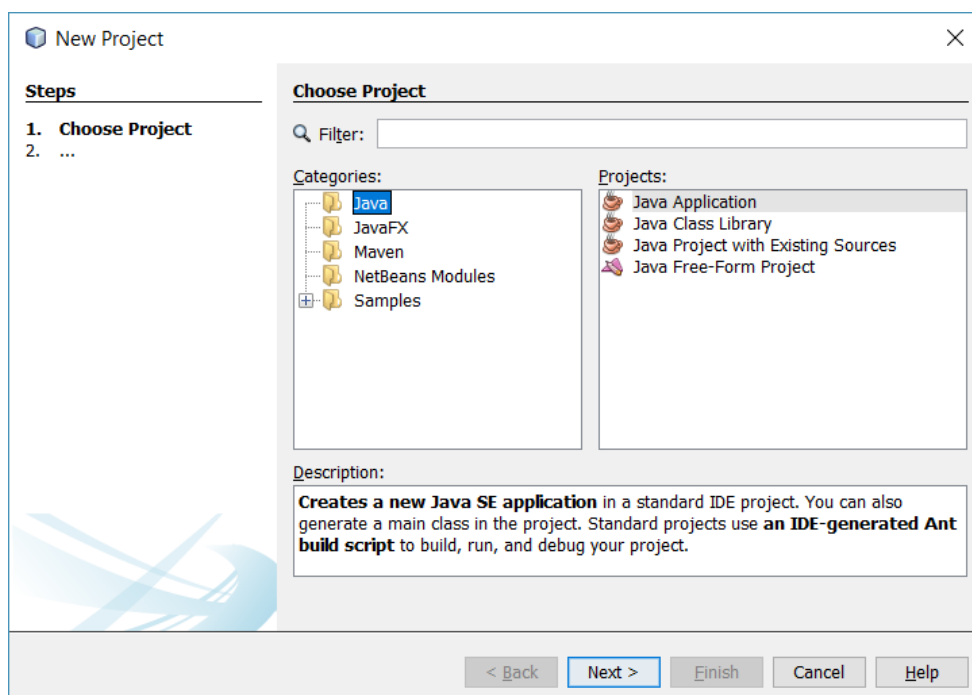 New Project
Steps
1. Choose Project
2. ...
Choose Project
Filter:
Categories:
Java
JavaFX
Maven
NetBeans Modules
Samples
Projects:
Java Application
Java Class Library
Java Project with Existing Sources
Java Free-Form Project
Description:
Creates a new Java SE application in a standard IDE project. You can also
generate a main class in the project. Standard projects use an IDE-generated Ant
build script to build, run, and debug your project.
< Back
Next >
Finish
Cancel
Help